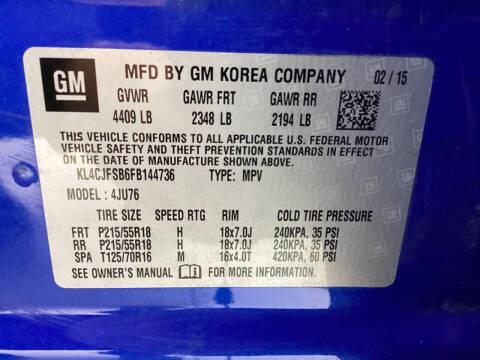 GM
MFD BY GM KOREA COMPANY 02 / 15
GVWR GAWR FRT GAWR RR
4409 LB 2348 LB 2194 LB
THIS VEHICLE CONFORMS TO ALL APPLICABLE U.S. FEDERAL MOTOR
VEHICLE SAFETY AND THEFT PREVENTION STANDARDS IN EFFECT
ON THE DATE OF MANUFACTURE SHOWN ABOVE.
KL4CJFSB6FB144736 TYPE: MPV
MODEL : 4JU76
TIRE SIZE SPEED RTG RIM COLD TIRE PRESSURE
FRT P215/55R18 H 18x7.0J 240KPA, 35 PSI
RR P215/55R18 H 18x7.0J 240KPA, 35 PSI
SPA T125/70R16 M 16x4.0T 420KPA, 60 PSI
SEE OWNER'S MANUAL FOR MORE INFORMATION.